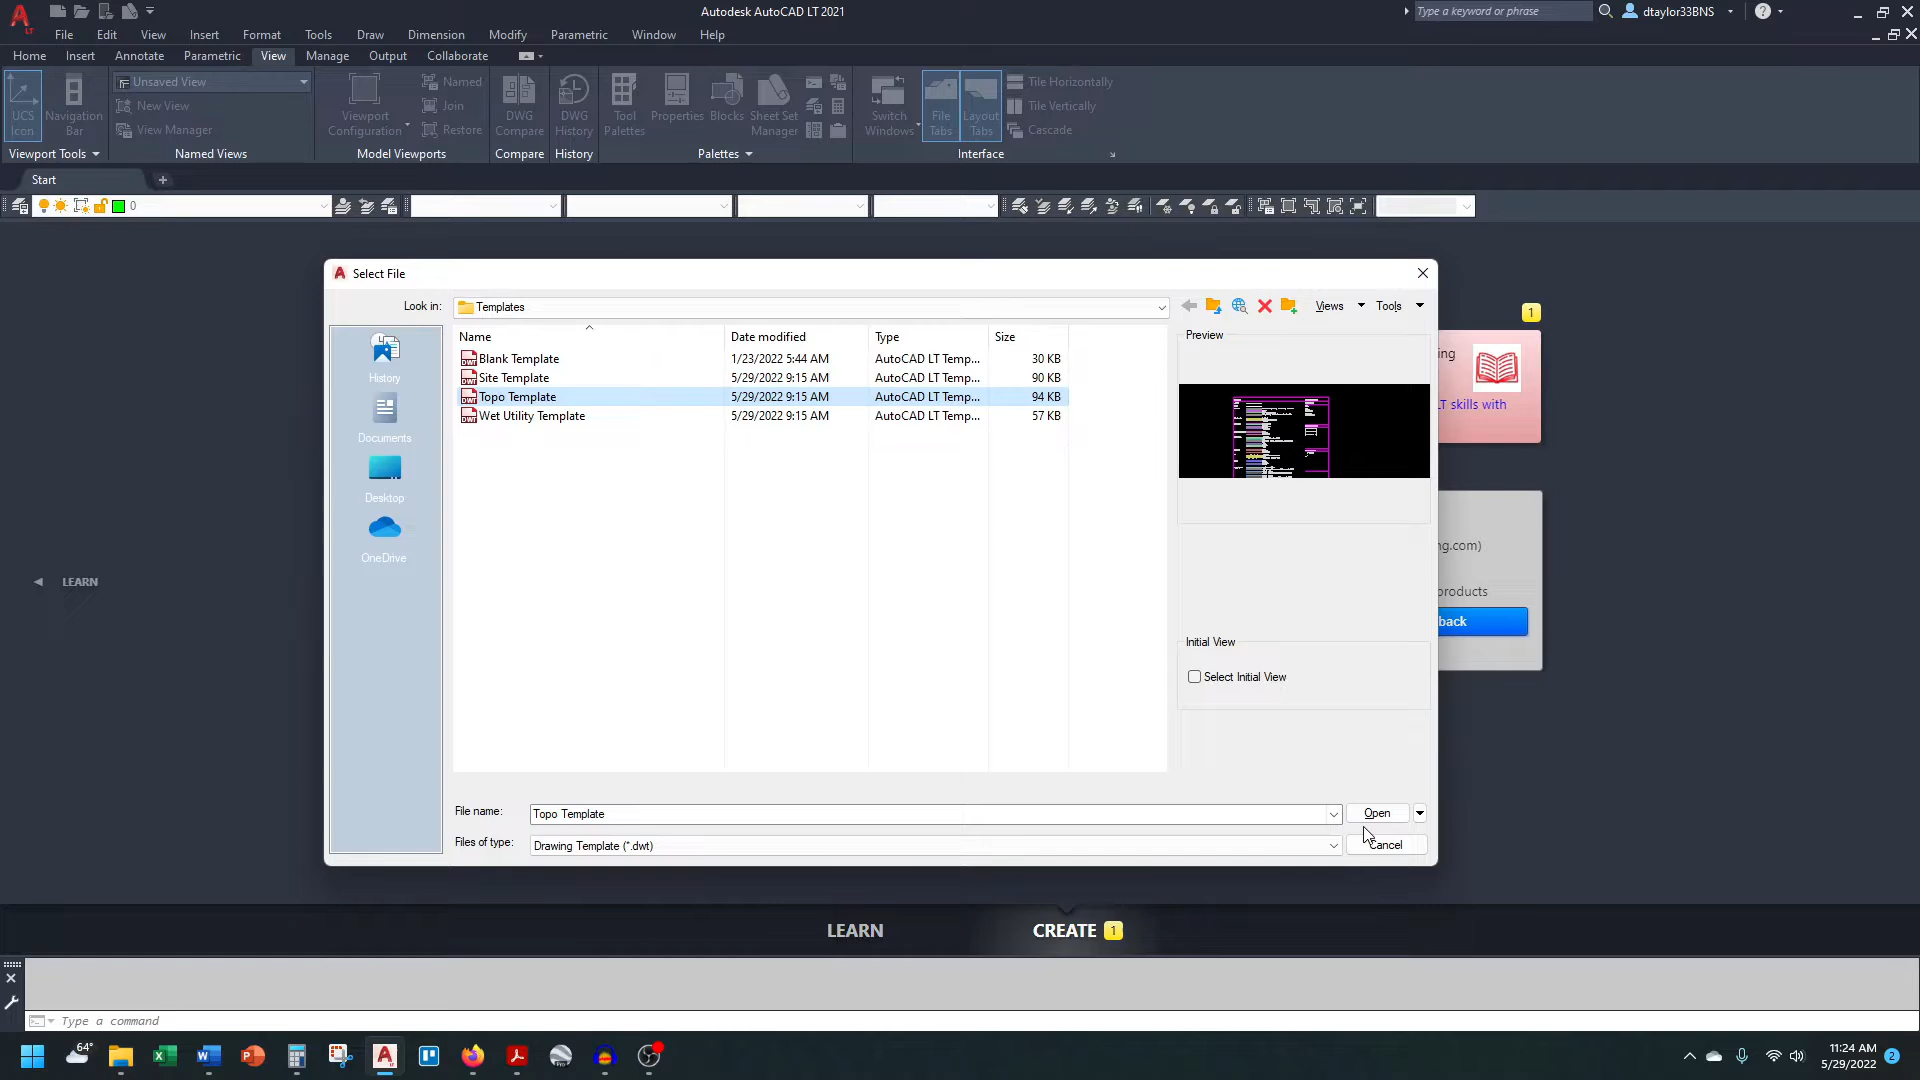 Autodesk AutoCAD LT 2021
Type a keyword or phrase
dtaylor33BNS
LT
File Edit View Insert Format Tools Draw Dimension Modify Parametric Window Help
Home Insert Annotate Parametric View Manage Output Collaborate
UCS Icon
Navigation Bar
Viewport Tools
Unsaved View
New View
View Manager
Named Views
Viewport Configuration
Named
Join
Restore
Model Viewports
DWG Compare
Compare
DWG History
History
Tool Palettes
Properties
Blocks
Sheet Set Manager
Palettes
Switch Windows
File Tabs
Layout Tabs
Tile Horizontally
Tile Vertically
Cascade
Interface
Start
0
Select File
Look in:
Templates
Views
Tools
History
Documents
Desktop
OneDrive
Name Date modified Type Size
Blank Template 1/23/2022 5:44 AM AutoCAD LT Temp... 30 KB
Site Template 5/29/2022 9:15 AM AutoCAD LT Temp... 90 KB
Topo Template 5/29/2022 9:15 AM AutoCAD LT Temp... 94 KB
Wet Utility Template 5/29/2022 9:15 AM AutoCAD LT Temp... 57 KB
Preview
Initial View
Select Initial View
File name:
Topo Template
Open
Files of type:
Drawing Template (*.dwt)
Cancel
1
ing
LT skills with
ng.com)
products
back
LEARN
LEARN
CREATE 1
Type a command
64°
11:24 AM
5/29/2022
2